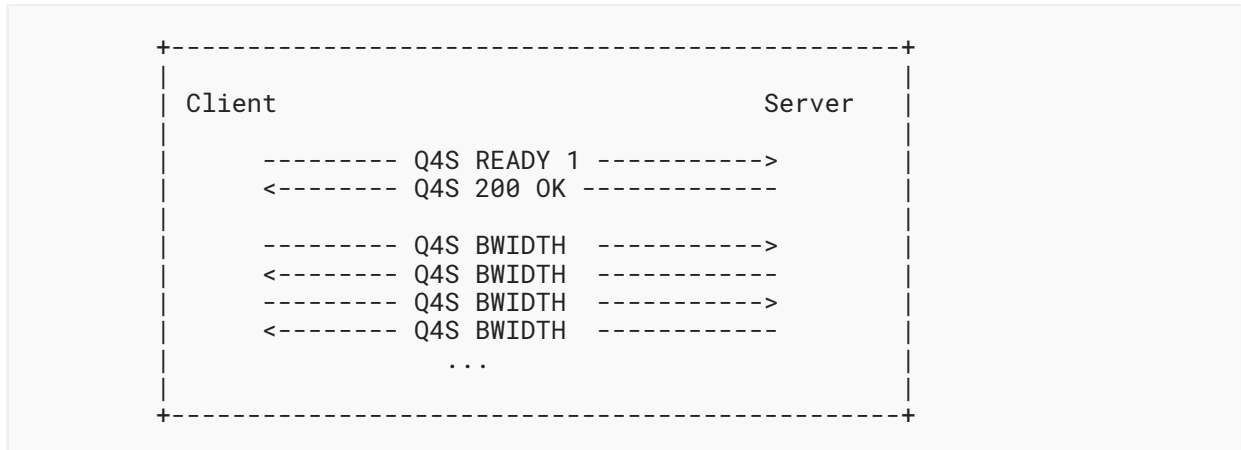 +------------------------------------------------+
|                                                |
| Client                                Server   |
|                                                |
|      --------- Q4S READY 1 ----------->        |
|      <-------- Q4S 200 OK -------------        |
|                                                |
|      --------- Q4S BWIDTH  ----------->        |
|      <-------- Q4S BWIDTH  ------------        |
|      --------- Q4S BWIDTH  ----------->        |
|      <-------- Q4S BWIDTH  ------------        |
|                  ...                           |
|                                                |
+------------------------------------------------+